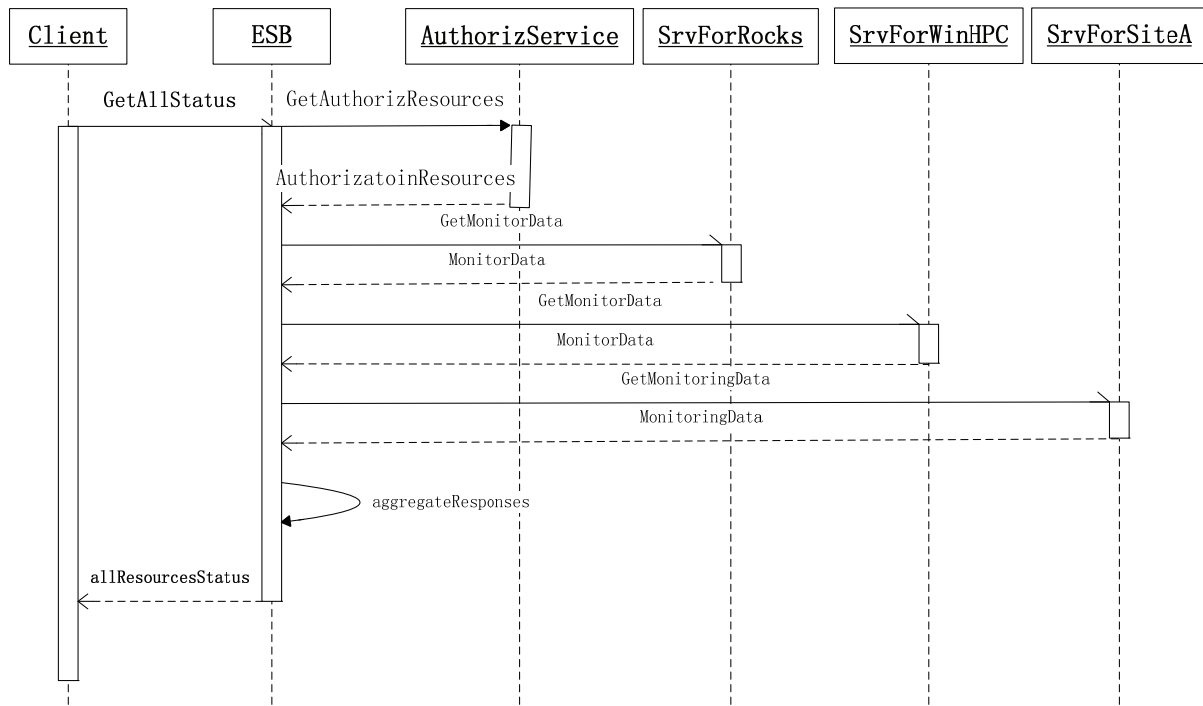 Client
ESB
AuthorizService
SrvForRocks
SrvForWinHPC
SrvForSiteA
GetAllStatus
GetAuthorizResources
AuthorizatoinResources
GetMonitorData
MonitorData
GetMonitorData
MonitorData
GetMonitoringData
MonitoringData
aggregateResponses
allResourcesStatus